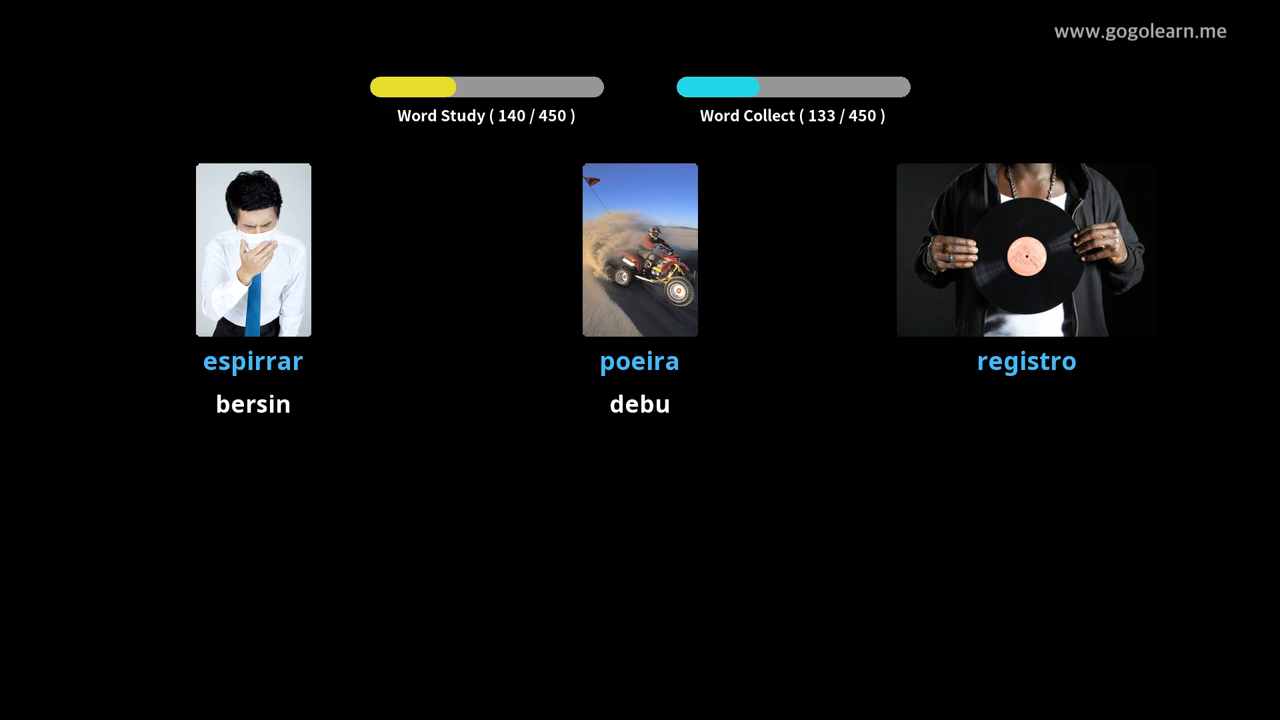 www.gogolearn.me
Word Study ( 140 / 450 )
Word Collect ( 133 / 450 )
espirrar
poeira
registro
bersin
debu